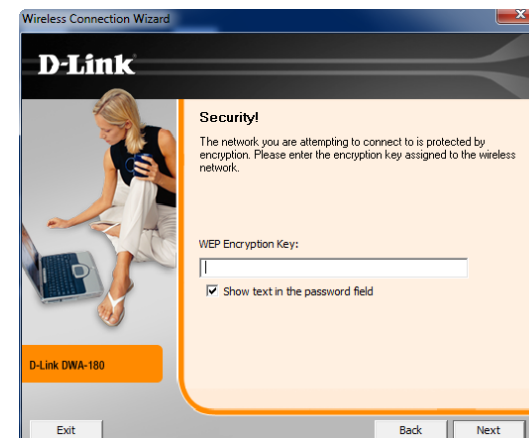 Wireless Connection Wizard
D-Link
Security!
The network you are attempting to connect to is protected by
encryption. Please enter the encryption key assigned to the wireless
network.
WEP Encryption Key:
Show text in the password field
D-Link DWA-180
Exit
Back
Next